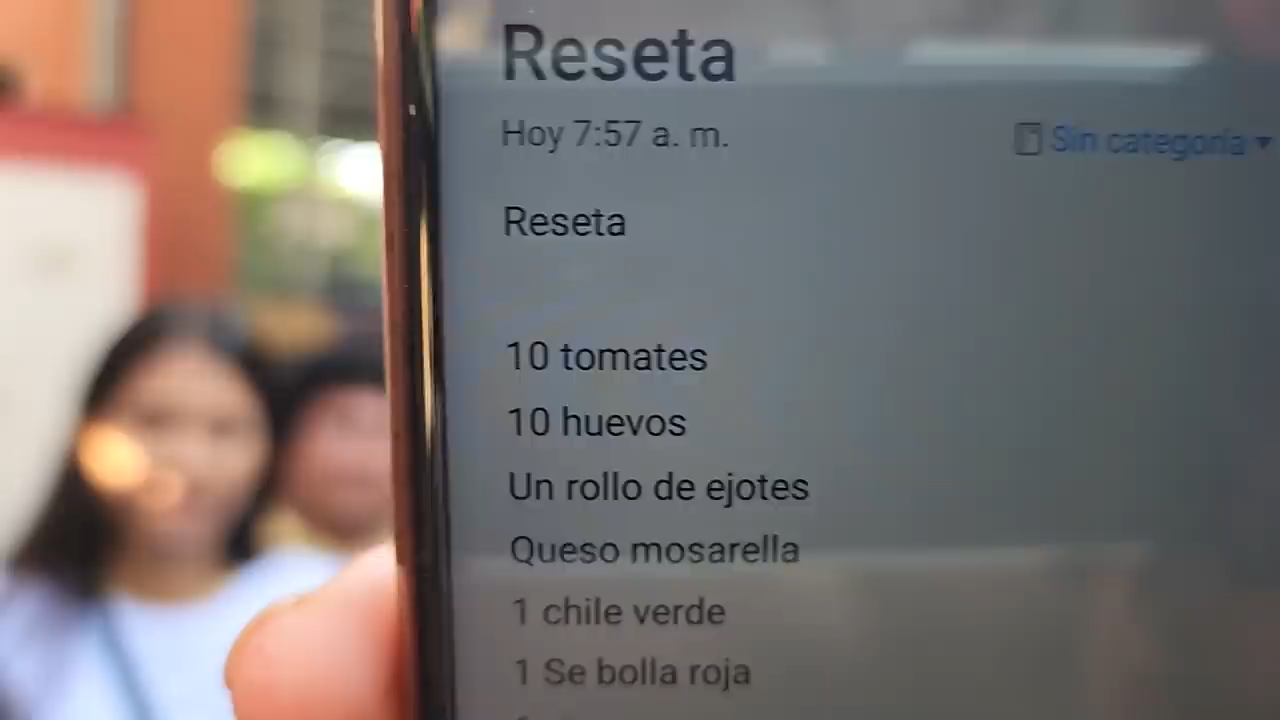 Reseta
Hoy 7:57 a. m.
Sin categoría
Reseta
10 tomates
10 huevos
Un rollo de ejotes
Queso mosarella
1 chile verde
1 Se bolla roja